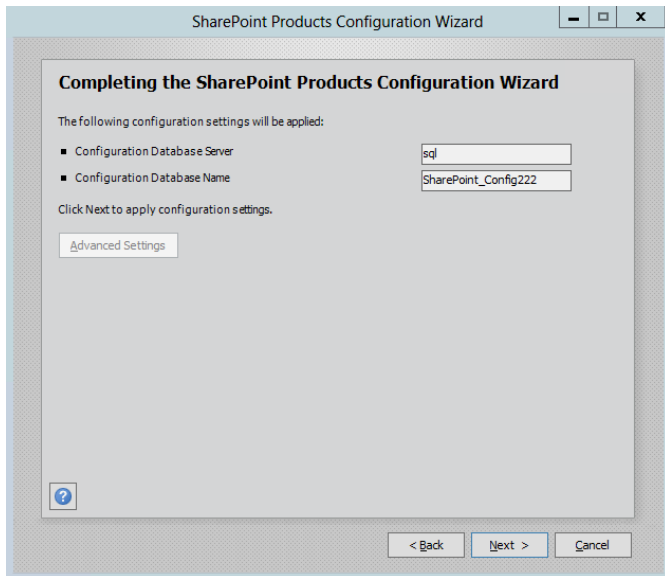 SharePoint Products Configuration Wizard
Completing the SharePoint Products Configuration Wizard
The following configuration settings will be applied:
Configuration Database Server
sql
Configuration Database Name
SharePoint_Config222
Click Next to apply configuration settings.
Advanced Settings
?
< Back
Next >
Cancel